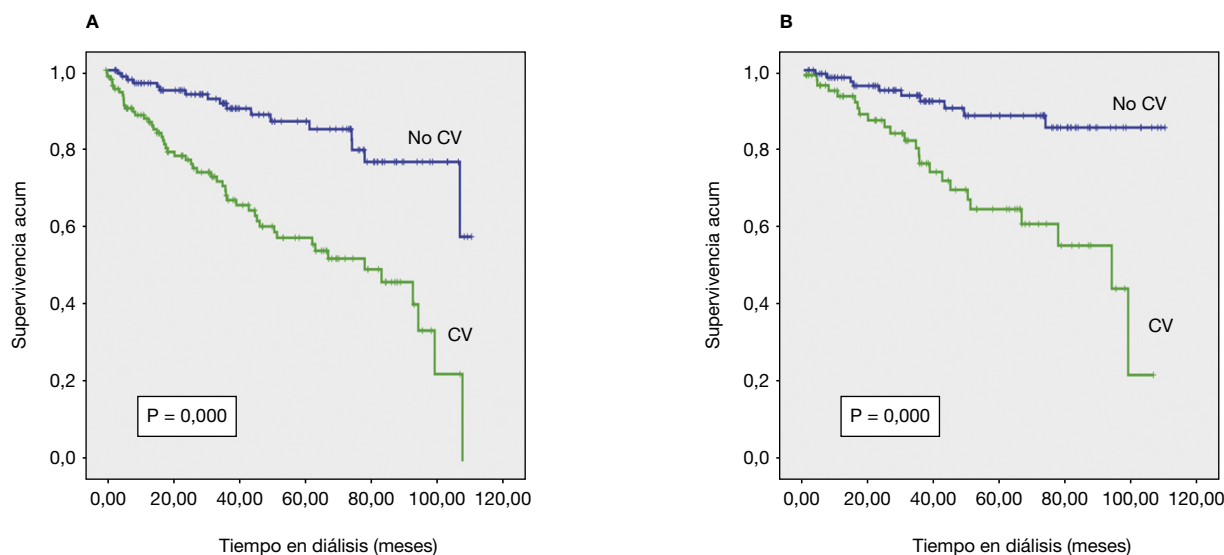 A
Supervivencia acum
1,0
0,8
0,6
0,4
0,2
0,0
No CV
CV
P = 0,000
0,00 20,00 40,00 60,00 80,00 100,00 120,00
Tiempo en diálisis (meses)
B
Supervivencia acum
1,0
0,8
0,6
0,4
0,2
0,0
No CV
CV
P = 0,000
0,00 20,00 40,00 60,00 80,00 100,00 120,00
Tiempo en diálisis (meses)